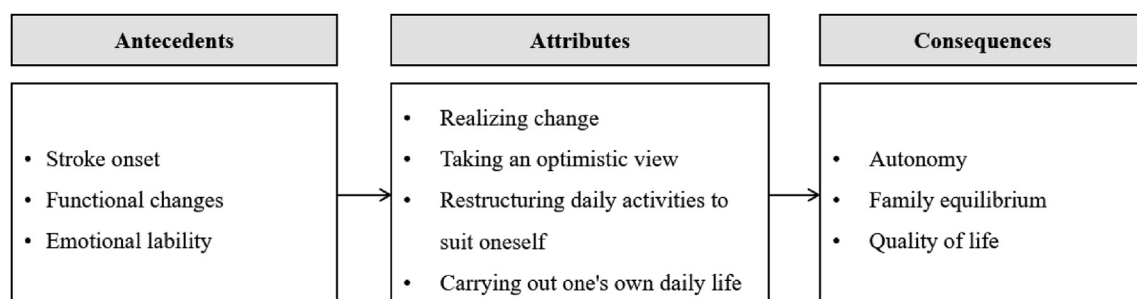 Antecedents
Attributes
Consequences
• Stroke onset
• Functional changes
• Emotional lability
• Realizing change
• Taking an optimistic view
• Restructuring daily activities to
suit oneself
• Carrying out one's own daily life
• Autonomy
• Family equilibrium
• Quality of life